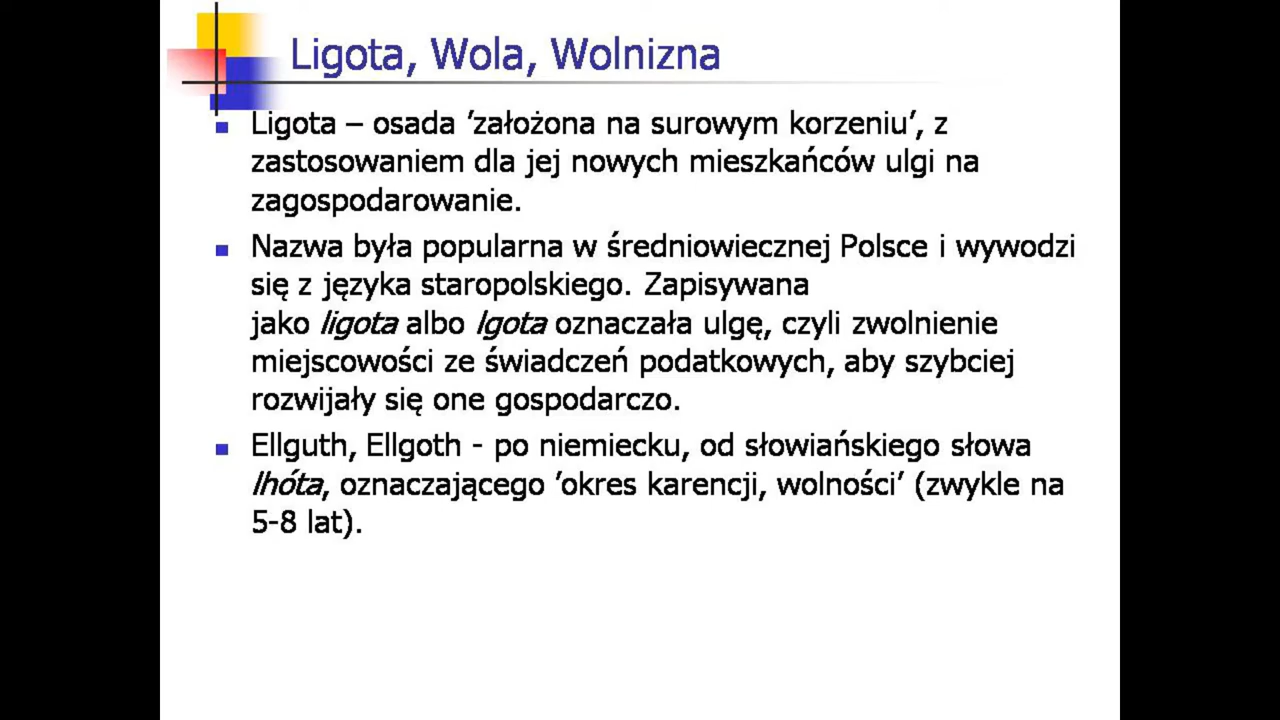 Ligota, Wola, Wolnizna
Ligota – osada ’założona na surowym korzeniu’, z
zastosowaniem dla jej nowych mieszkańców ulgi na
zagospodarowanie.
Nazwa była popularna w średniowiecznej Polsce i wywodzi
się z języka staropolskiego. Zapisywana
jako ligota albo lgota oznaczała ulgę, czyli zwolnienie
miejscowości ze świadczeń podatkowych, aby szybciej
rozwijały się one gospodarczo.
Ellguth, Ellgoth - po niemiecku, od słowiańskiego słowa
lhóta, oznaczającego ’okres karencji, wolności’ (zwykle na
5-8 lat).